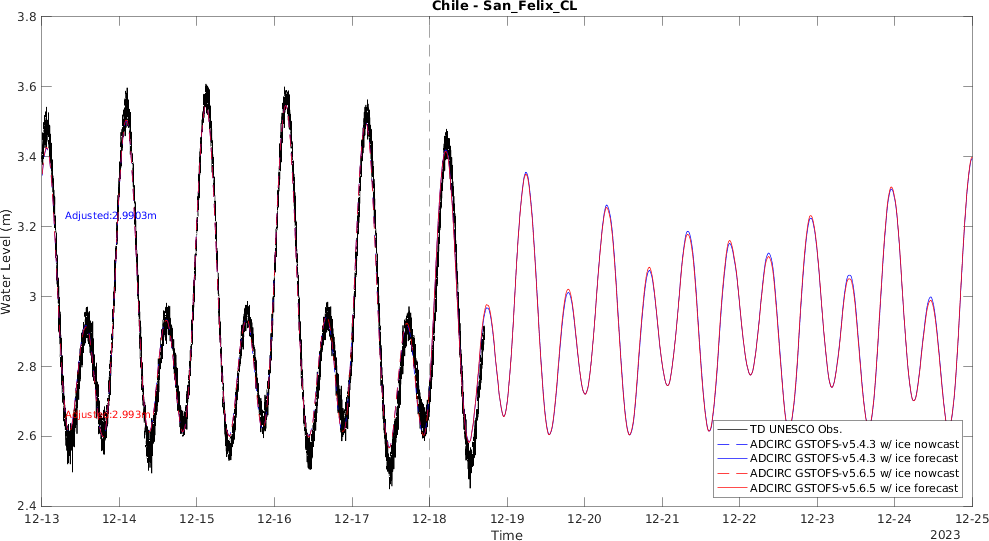 Chile - San_Felix_CL
3.8
3.6
3.4
3.2
3
2.8
2.6
2.4
Water Level (m)
Adjusted:2.9903m
Adjusted:2.993m
TD UNESCO Obs.
ADCIRC GSTOFS-v5.4.3 w/ ice nowcast
ADCIRC GSTOFS-v5.4.3 w/ ice forecast
ADCIRC GSTOFS-v5.6.5 w/ ice nowcast
ADCIRC GSTOFS-v5.6.5 w/ ice forecast
12-13 12-14 12-15 12-16 12-17 12-18 12-19 12-20 12-21 12-22 12-23 12-24 12-25
Time
2023